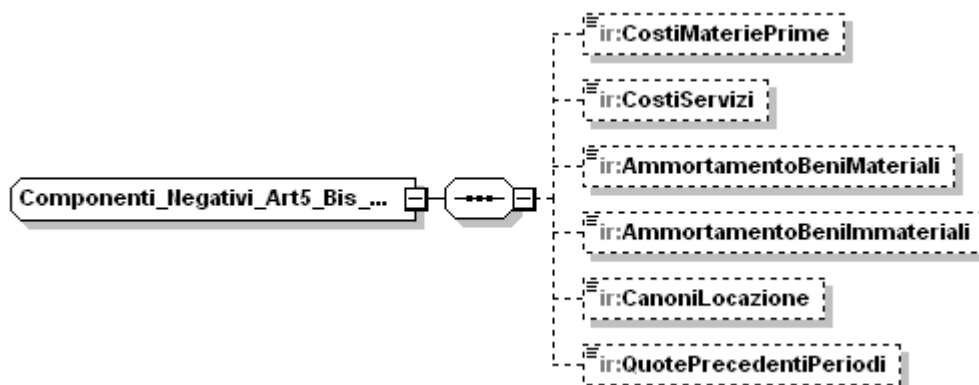 ir:CostiMateriePrime
ir:CostiServizi
ir:AmmortamentoBeniMateriali
Componenti_Negativi_Art5_Bis_...
ir:AmmortamentoBeniImmateriali
ir:CanoniLocazione
ir:QuotePrecedentiPeriodi